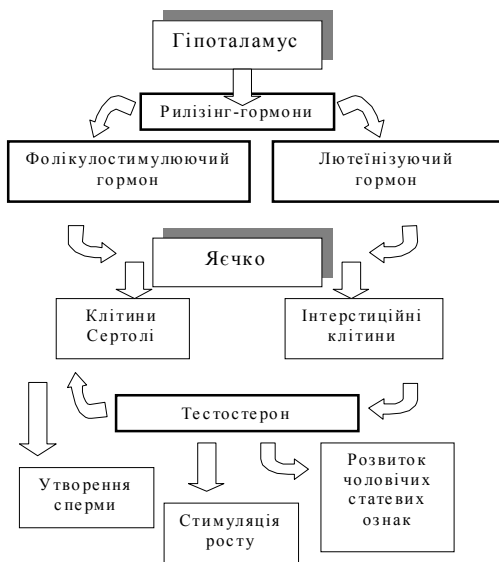 Гіпоталамус
Рилізінг-гормони
Фолікулостимулюючий
гормон
Лютеїнізуючий
гормон
Яєчко
Клітини
Сертолі
Інтерстиційні
клітини
Тестостерон
Утворення
сперми
Стимуляція
росту
Розвиток
чоловічих
статевих
ознак